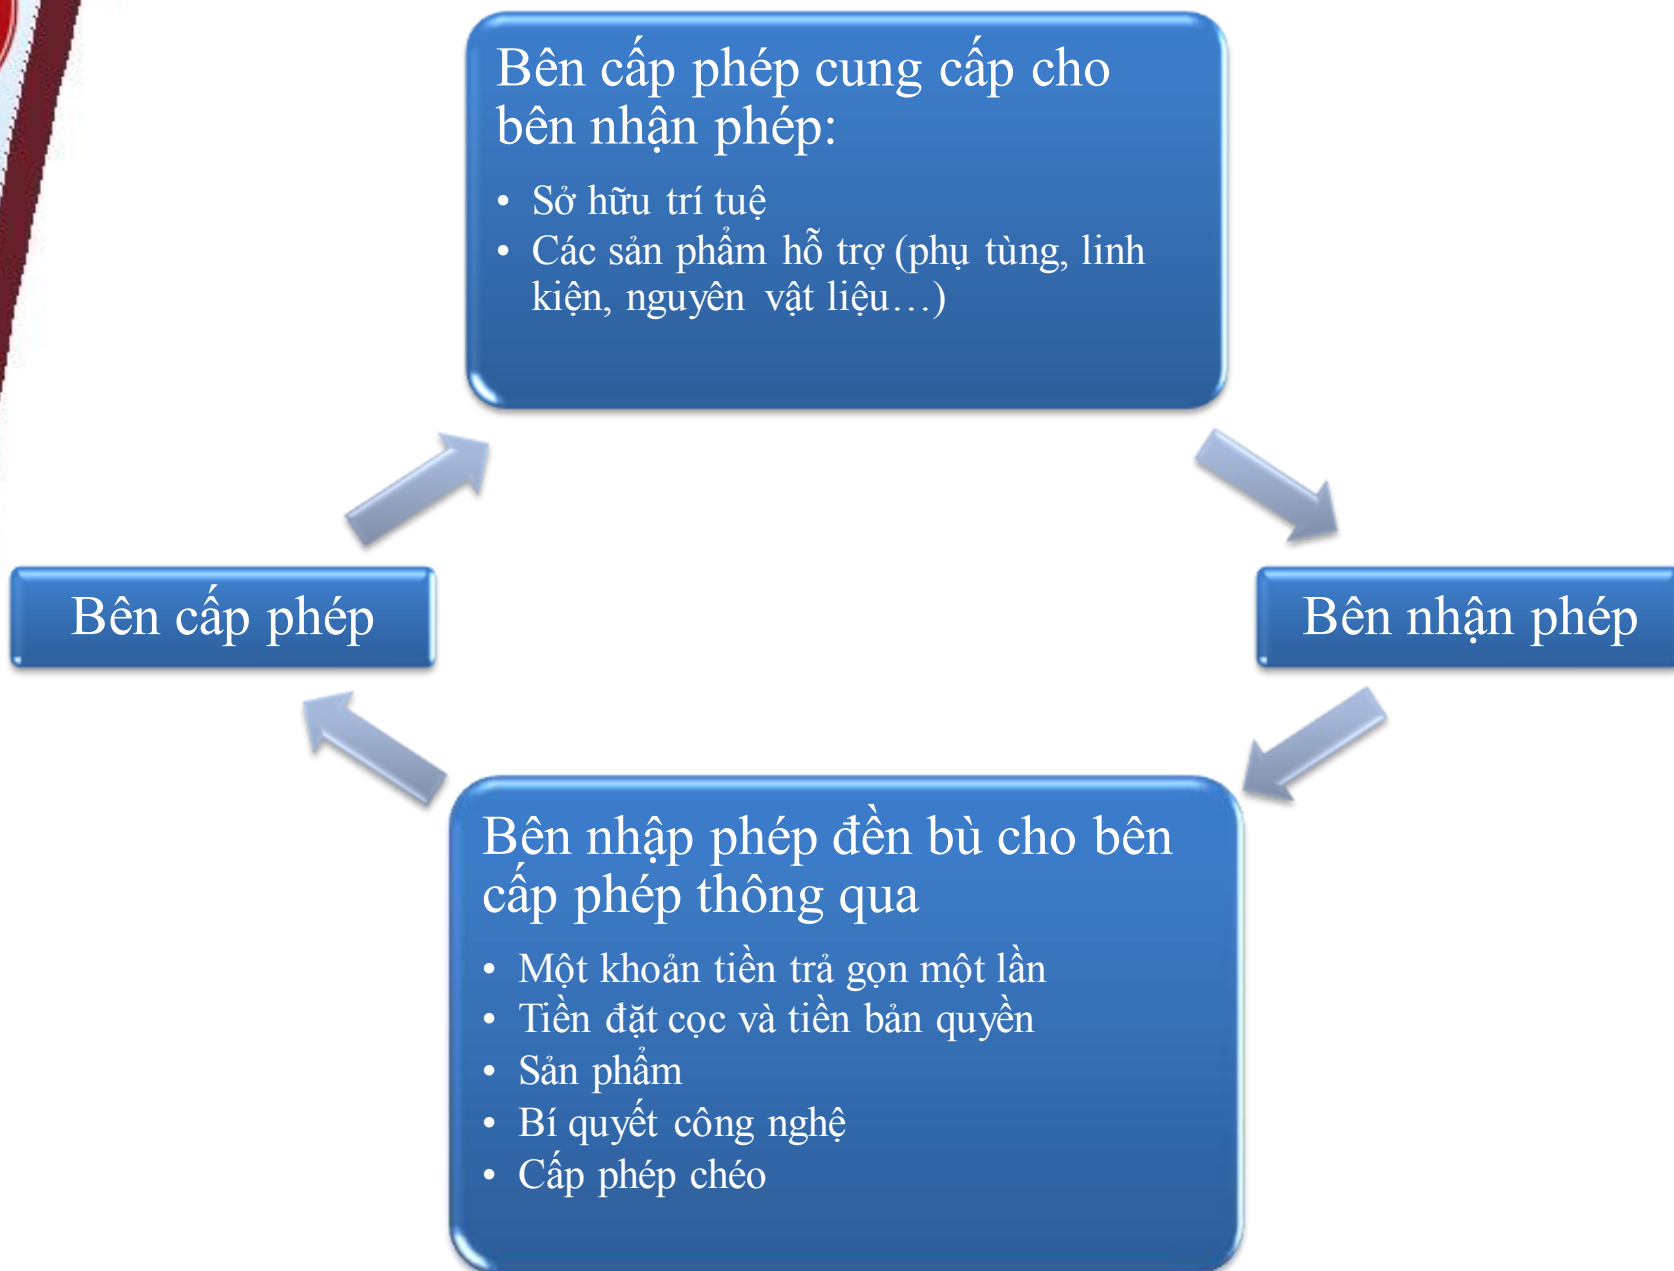 Bên cấp phép cung cấp cho
bên nhận phép:
• Sở hữu trí tuệ
• Các sản phẩm hỗ trợ (phụ tùng, linh
kiện, nguyên vật liệu…)
Bên cấp phép
Bên nhận phép
Bên nhập phép đền bù cho bên
cấp phép thông qua
• Một khoản tiền trả gọn một lần
• Tiền đặt cọc và tiền bản quyền
• Sản phẩm
• Bí quyết công nghệ
• Cấp phép chéo